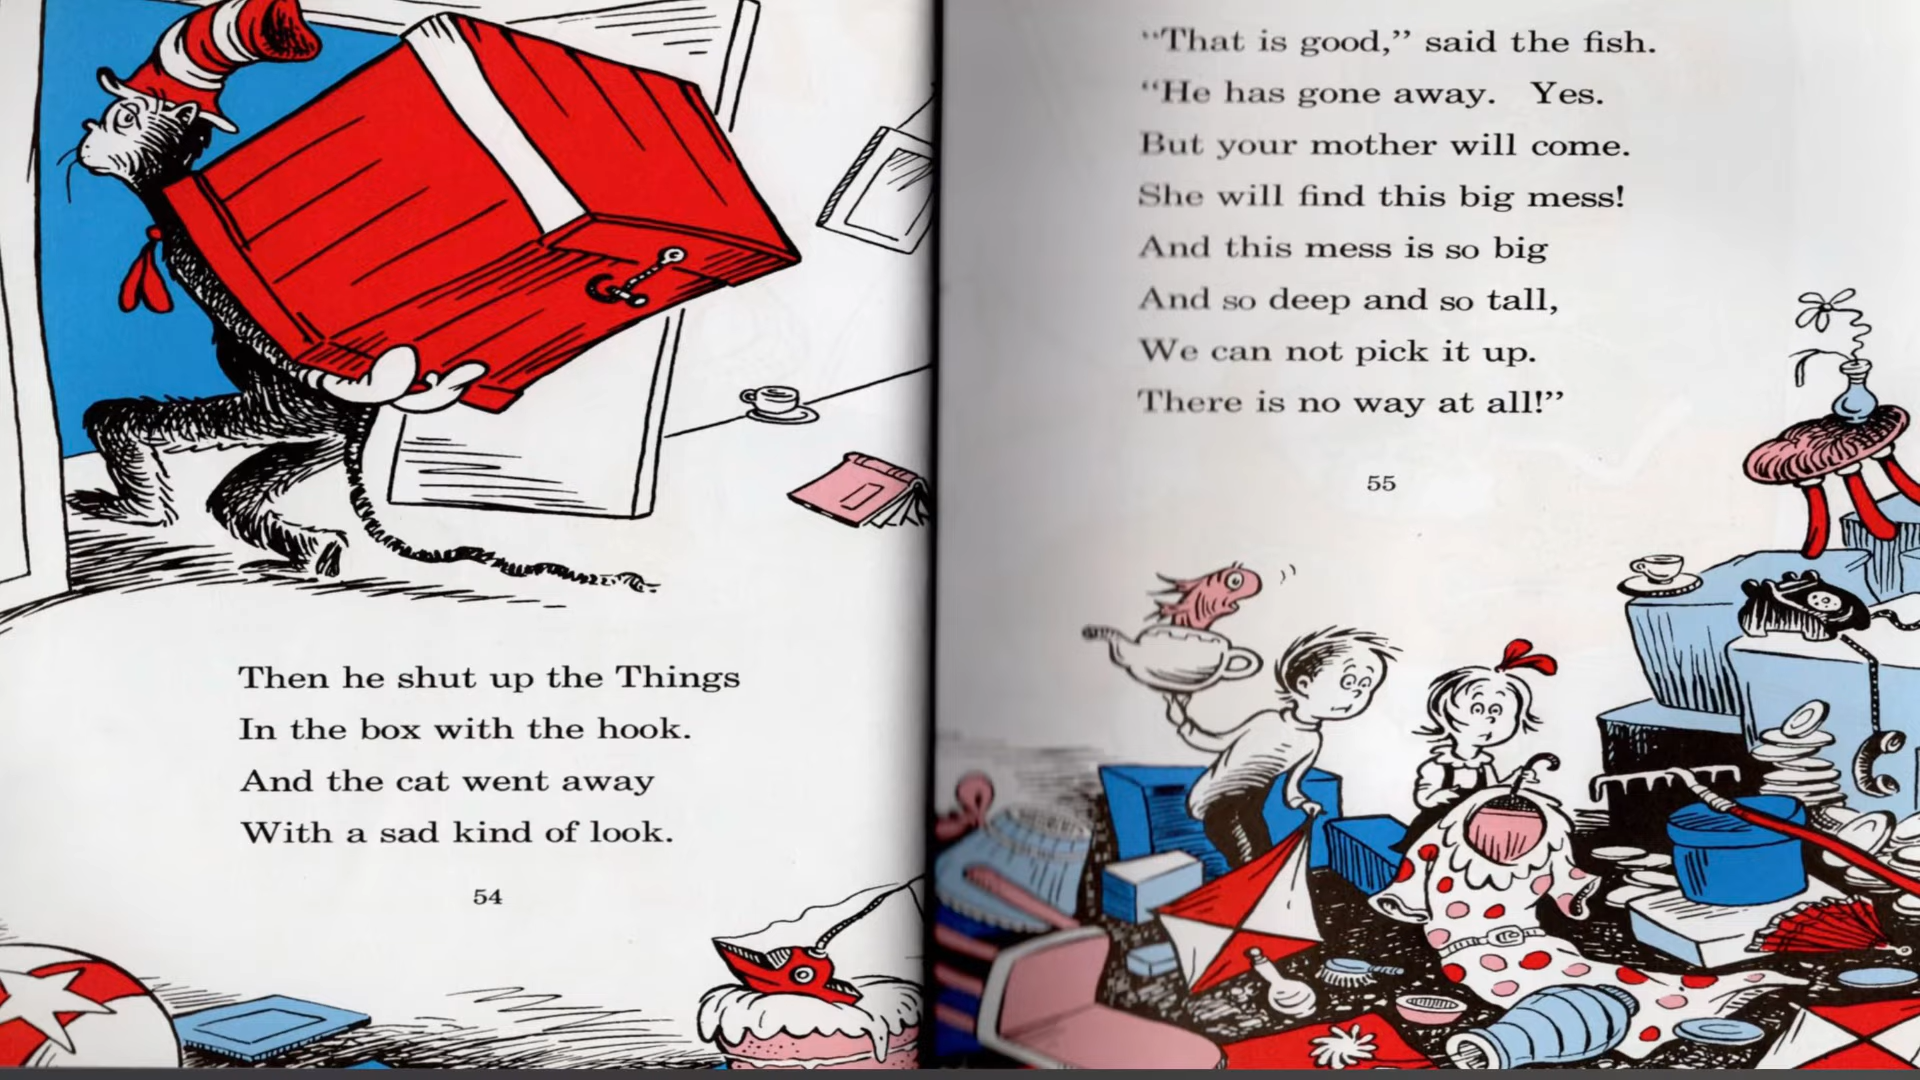 Then he shut up the Things
In the box with the hook.
And the cat went away
With a sad kind of look.
54
“That is good,” said the fish.
“He has gone away. Yes.
But your mother will come.
She will find this big mess!
And this mess is so big
And so deep and so tall,
We can not pick it up.
There is no way at all!”
55